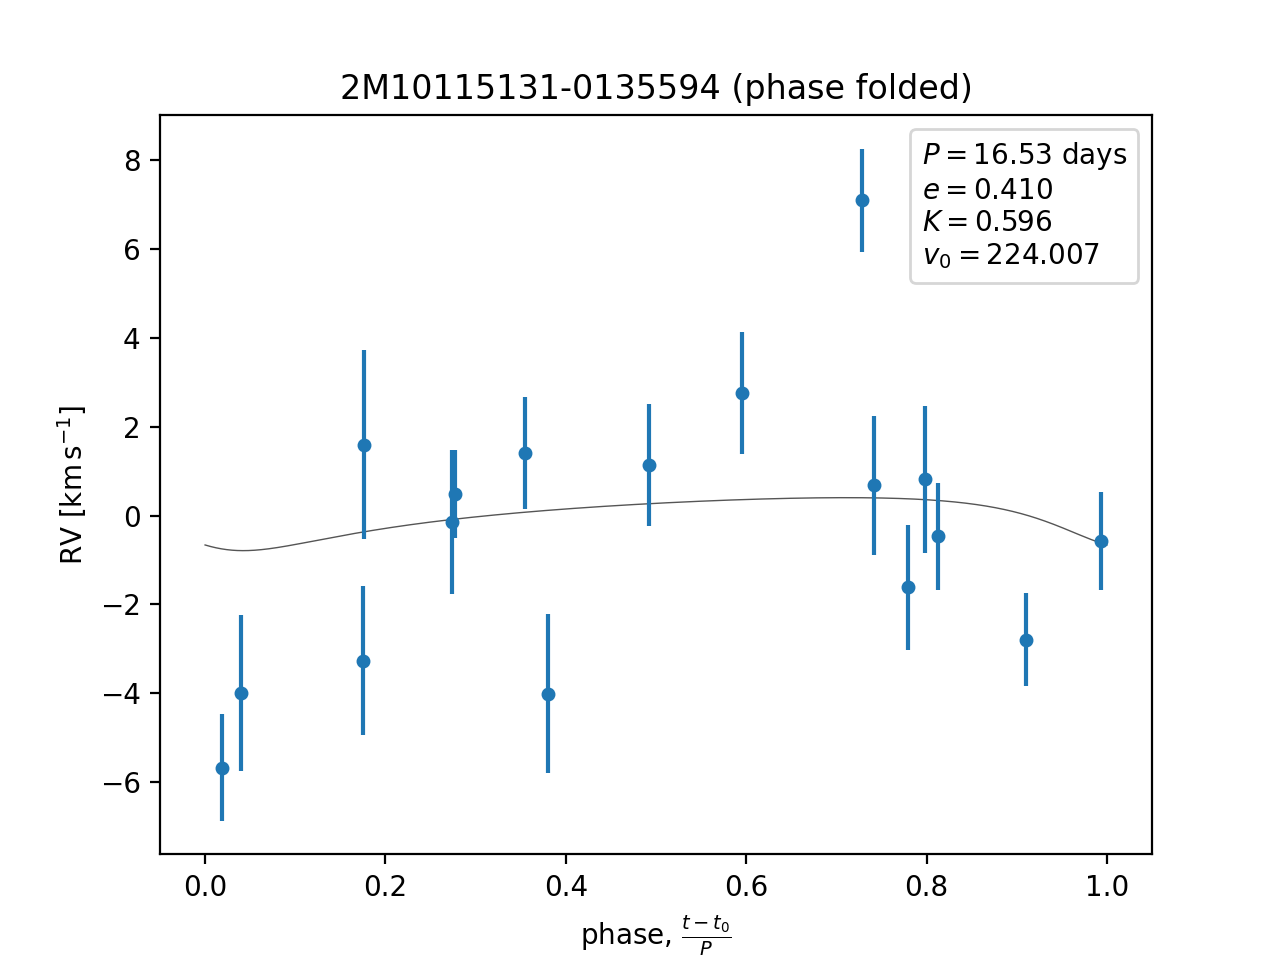 2M10115131-0135594 (phase folded)
P = 16.53 days
e = 0.410
K = 0.596
v₀ = 224.007
8
6
4
2
0
−2
−4
−6
RV [km s⁻¹]
0.0 0.2 0.4 0.6 0.8 1.0
phase, (t − t₀)/P